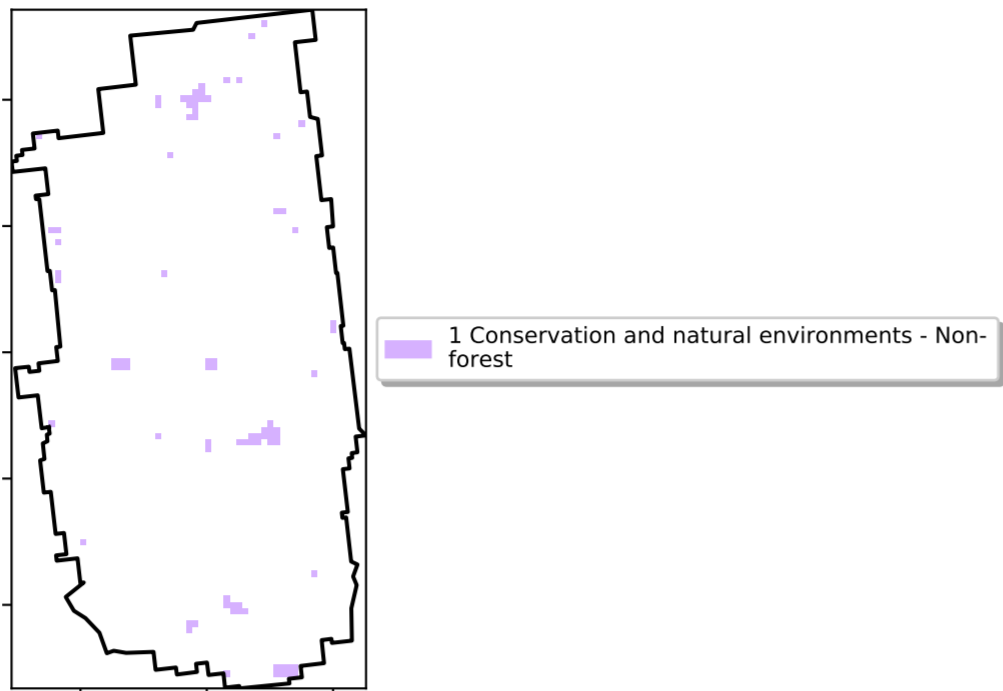 1 Conservation and natural environments - Non-
forest